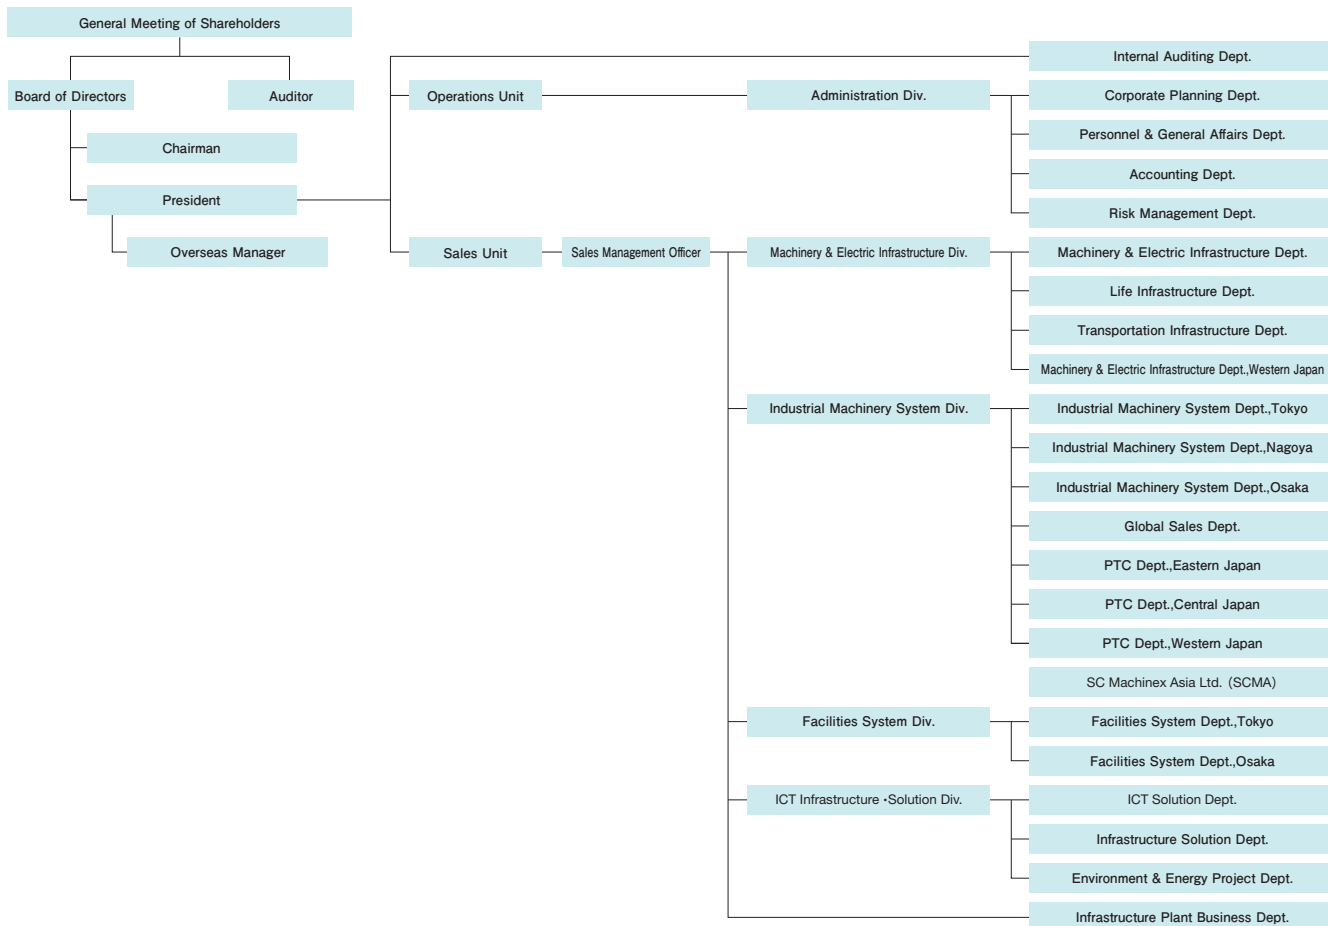 General Meeting of Shareholders
Board of Directors
Auditor
Chairman
President
Overseas Manager
Internal Auditing Dept.
Operations Unit
Administration Div.
Corporate Planning Dept.
Personnel & General Affairs Dept.
Accounting Dept.
Risk Management Dept.
Sales Unit
Sales Management Officer
Machinery & Electric Infrastructure Div.
Machinery & Electric Infrastructure Dept.
Life Infrastructure Dept.
Transportation Infrastructure Dept.
Machinery & Electric Infrastructure Dept.,Western Japan
Industrial Machinery System Div.
Industrial Machinery System Dept.,Tokyo
Industrial Machinery System Dept.,Nagoya
Industrial Machinery System Dept.,Osaka
Global Sales Dept.
PTC Dept.,Eastern Japan
PTC Dept.,Central Japan
PTC Dept.,Western Japan
SC Machinex Asia Ltd. (SCMA)
Facilities System Div.
Facilities System Dept.,Tokyo
Facilities System Dept.,Osaka
ICT Infrastructure ・Solution Div.
ICT Solution Dept.
Infrastructure Solution Dept.
Environment & Energy Project Dept.
Infrastructure Plant Business Dept.